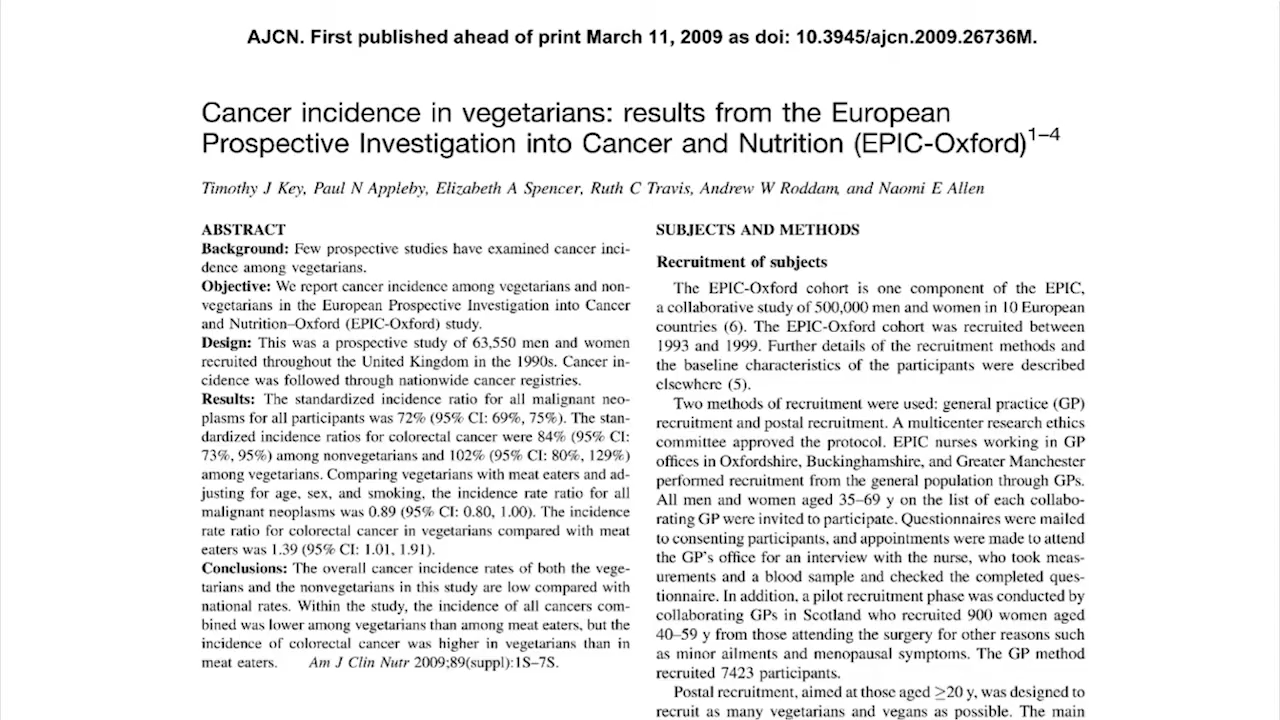 AJCN. First published ahead of print March 11, 2009 as doi: 10.3945/ajcn.2009.26736M.
Cancer incidence in vegetarians: results from the European
Prospective Investigation into Cancer and Nutrition (EPIC-Oxford)1–4
Timothy J Key, Paul N Appleby, Elizabeth A Spencer, Ruth C Travis, Andrew W Roddam, and Naomi E Allen
ABSTRACT
Background: Few prospective studies have examined cancer inci-
dence among vegetarians.
Objective: We report cancer incidence among vegetarians and non-
vegetarians in the European Prospective Investigation into Cancer
and Nutrition–Oxford (EPIC-Oxford) study.
Design: This was a prospective study of 63,550 men and women
recruited throughout the United Kingdom in the 1990s. Cancer in-
cidence was followed through nationwide cancer registries.
Results: The standardized incidence ratio for all malignant neo-
plasms for all participants was 72% (95% CI: 69%, 75%). The stan-
dardized incidence ratios for colorectal cancer were 84% (95% CI:
73%, 95%) among nonvegetarians and 102% (95% CI: 80%, 129%)
among vegetarians. Comparing vegetarians with meat eaters and ad-
justing for age, sex, and smoking, the incidence rate ratio for all
malignant neoplasms was 0.89 (95% CI: 0.80, 1.00). The incidence
rate ratio for colorectal cancer in vegetarians compared with meat
eaters was 1.39 (95% CI: 1.01, 1.91).
Conclusions: The overall cancer incidence rates of both the vege-
tarians and the nonvegetarians in this study are low compared with
national rates. Within the study, the incidence of all cancers com-
bined was lower among vegetarians than among meat eaters, but the
incidence of colorectal cancer was higher in vegetarians than in
meat eaters. Am J Clin Nutr 2009;89(suppl):1S–7S.
SUBJECTS AND METHODS
Recruitment of subjects
The EPIC-Oxford cohort is one component of the EPIC,
a collaborative study of 500,000 men and women in 10 European
countries (6). The EPIC-Oxford cohort was recruited between
1993 and 1999. Further details of the recruitment methods and
the baseline characteristics of the participants were described
elsewhere (5).
Two methods of recruitment were used: general practice (GP)
recruitment and postal recruitment. A multicenter research ethics
committee approved the protocol. EPIC nurses working in GP
offices in Oxfordshire, Buckinghamshire, and Greater Manchester
performed recruitment from the general population through GPs.
All men and women aged 35–69 y on the list of each collabo-
rating GP were invited to participate. Questionnaires were mailed
to consenting participants, and appointments were made to attend
the GP's office for an interview with the nurse, who took meas-
urements and a blood sample and checked the completed ques-
tionnaire. In addition, a pilot recruitment phase was conducted by
collaborating GPs in Scotland who recruited 900 women aged
40–59 y from those attending the surgery for other reasons such
as minor ailments and menopausal symptoms. The GP method
recruited 7423 participants.
Postal recruitment, aimed at those aged ≥20 y, was designed to
recruit as many vegetarians and vegans as possible. The main